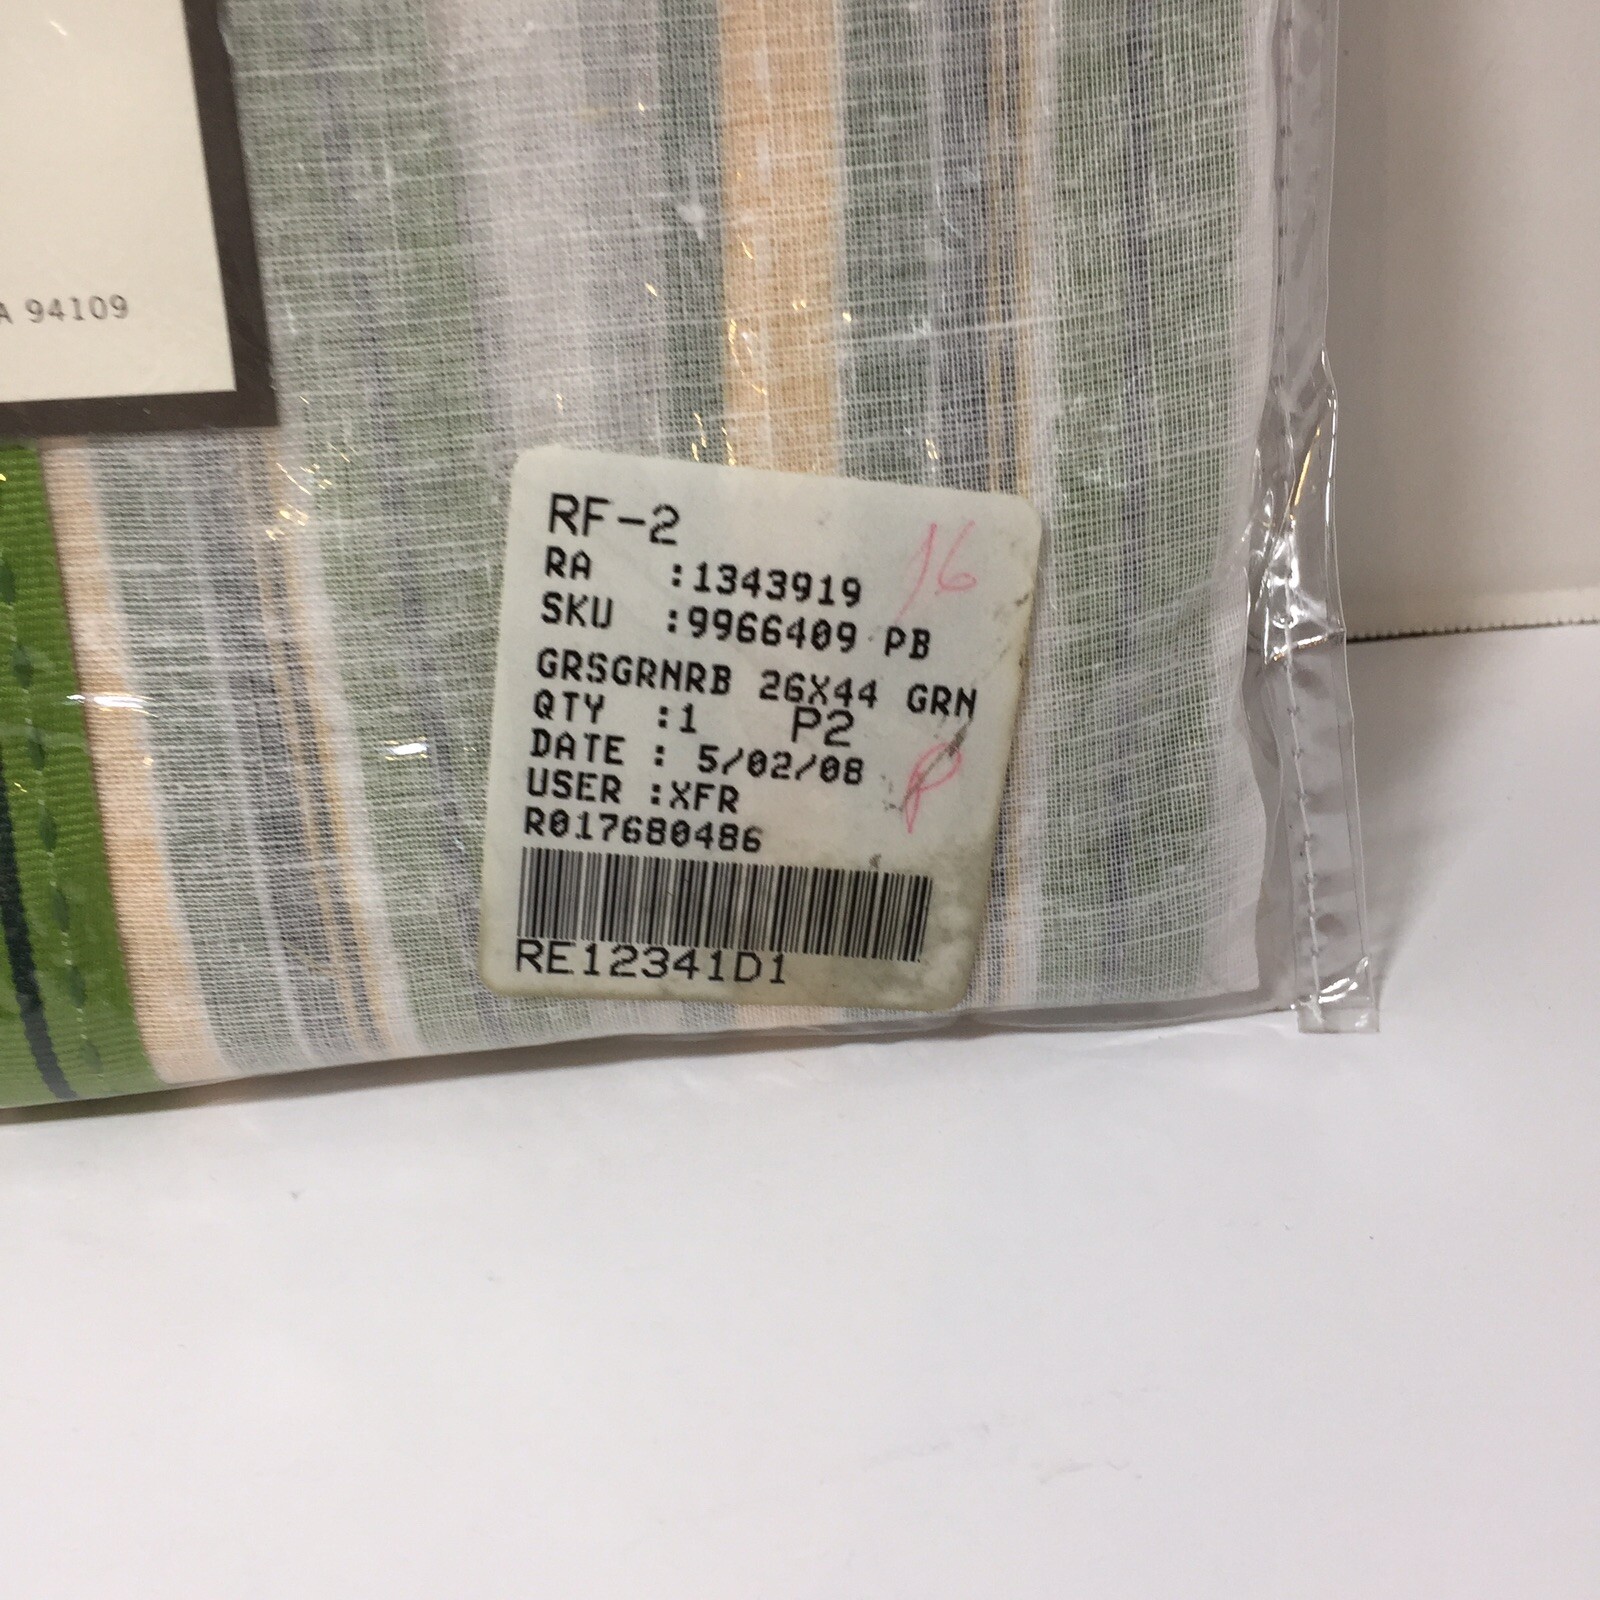 A 94109
RF-2
16
RA :1343919
SKU :9966409 PB
GRSGRNRB 26X44 GRN
QTY :1 P2
DATE : 5/02/08
P
USER :XFR
R017680486
RE12341D1